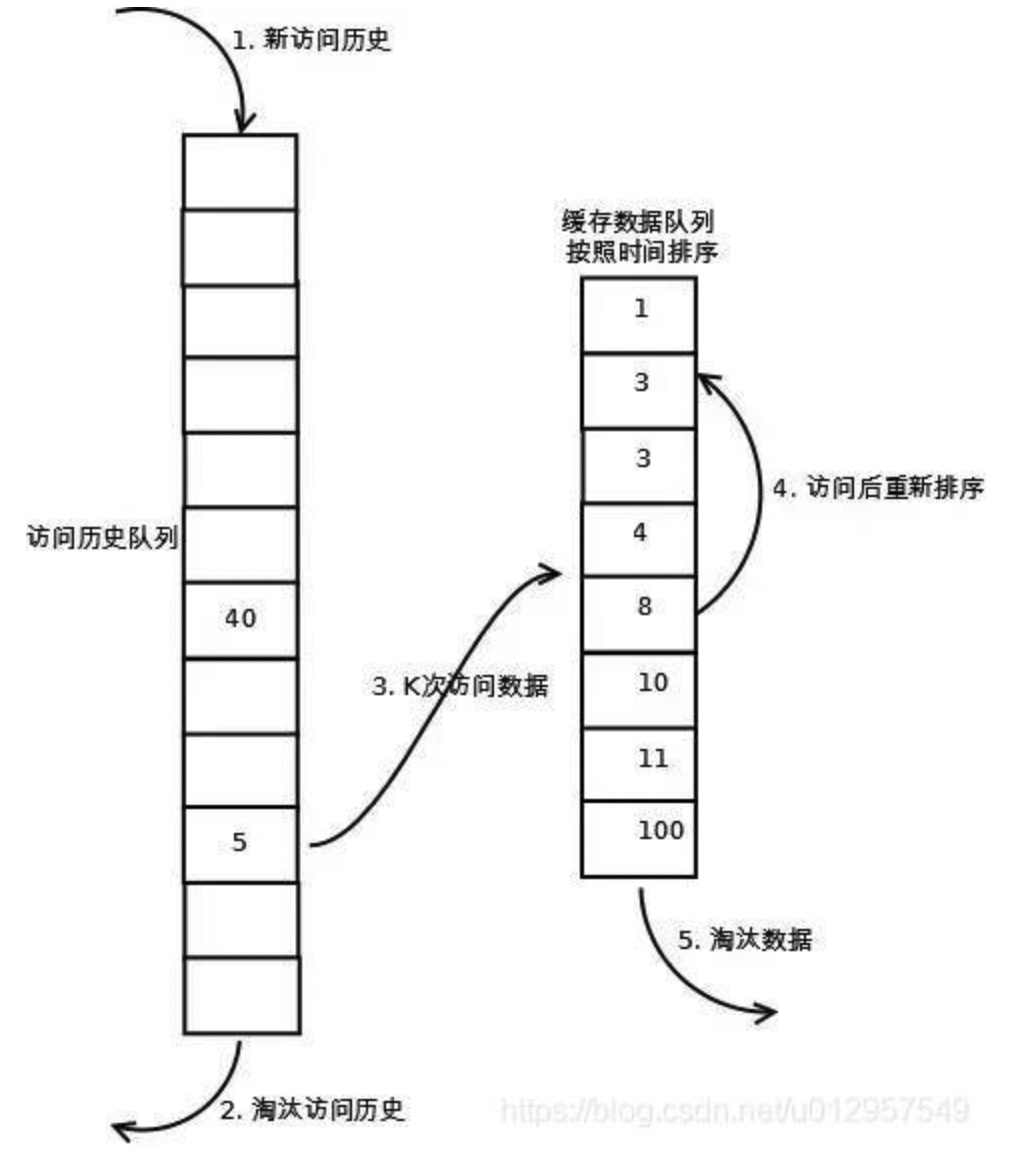 1. 新访问历史
缓存数据队列
按照时间排序
1
3
3
4. 访问后重新排序
访问历史队列
4
8
40
3. K次访问数据
10
11
5
100
5. 淘汰数据
2. 淘汰访问历史
https://blog.csdn.net/u012957549